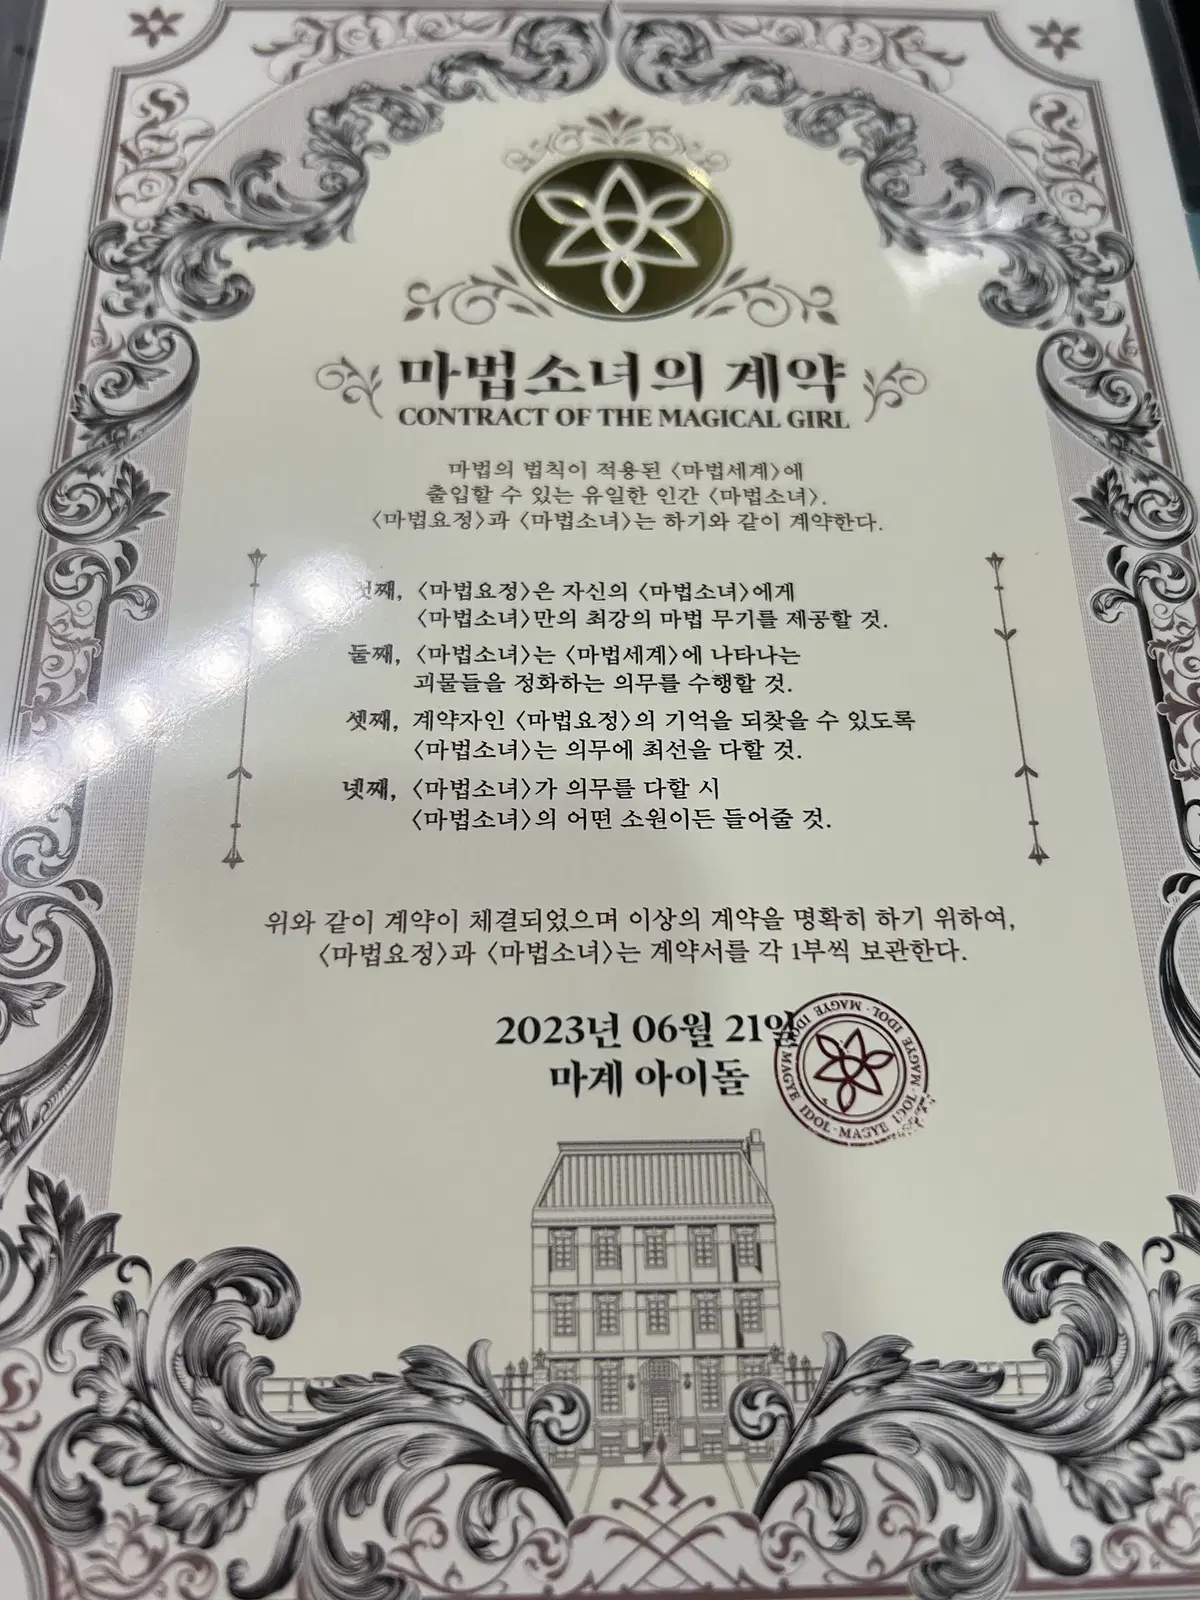 마법소녀의 계약
CONTRACT OF THE MAGICAL GIRL
마법의 법칙이 적용된 〈마법세계〉에
출입할 수 있는 유일한 인간 〈마법소녀〉.
〈마법요정〉과 〈마법소녀〉는 하기와 같이 계약한다.
〈마법요정〉은 자신의 〈마법소녀〉에게
〈마법소녀〉만의 최강의 마법 무기를 제공할 것.
둘째, 〈마법소녀〉는 〈마법세계〉에 나타나는
괴물들을 정화하는 의무를 수행할 것.
셋째, 계약자인 〈마법요정〉의 기억을 되찾을 수 있도록
〈마법소녀〉는 의무에 최선을 다할 것.
넷째, 〈마법소녀〉가 의무를 다할 시
〈마법소녀〉의 어떤 소원이든 들어줄 것.
위와 같이 계약이 체결되었으며 이상의 계약을 명확히 하기 위하여,
〈마법요정〉과 〈마법소녀〉는 계약서를 각 1부씩 보관한다.
2023년 06월 21일
마계 아이돌
MAGYE IDOL · MAGYE IDOL · MAGYE IDOL · MAGYE IDOL